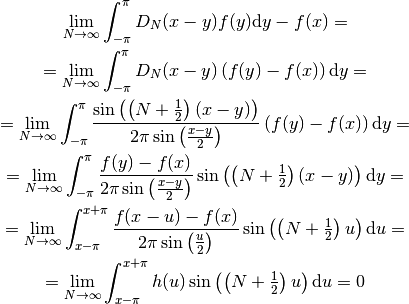 \lim_{N\to\infty} \int_{-\pi}^{\pi} D_N(x-y)f(y)\mathrm{d}y - f(x) =
= \lim_{N\to\infty} \int_{-\pi}^{\pi} D_N(x-y)\left(f(y)-f(x)\right)\mathrm{d}y =
= \lim_{N\to\infty} \int_{-\pi}^{\pi} \frac{\sin\left(\left(N+\frac{1}{2}\right)(x-y)\right)}{2\pi\sin\left(\frac{x-y}{2}\right)} \left(f(y)-f(x)\right)\mathrm{d}y =
= \lim_{N\to\infty} \int_{-\pi}^{\pi} \frac{f(y)-f(x)}{2\pi\sin\left(\frac{x-y}{2}\right)} \sin\left(\left(N+\frac{1}{2}\right)(x-y)\right)\mathrm{d}y =
= \lim_{N\to\infty} \int_{x-\pi}^{x+\pi} \frac{f(x-u)-f(x)}{2\pi\sin\left(\frac{u}{2}\right)} \sin\left(\left(N+\frac{1}{2}\right)u\right)\mathrm{d}u =
= \lim_{N\to\infty} \int_{x-\pi}^{x+\pi} h(u)\sin\left(\left(N+\frac{1}{2}\right)u\right)\mathrm{d}u = 0